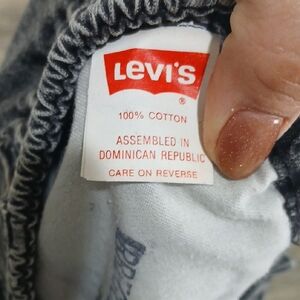 LEVI'S
®
100% COTTON
ASSEMBLED IN
DOMINICAN REPUBLIC
CARE ON REVERSE